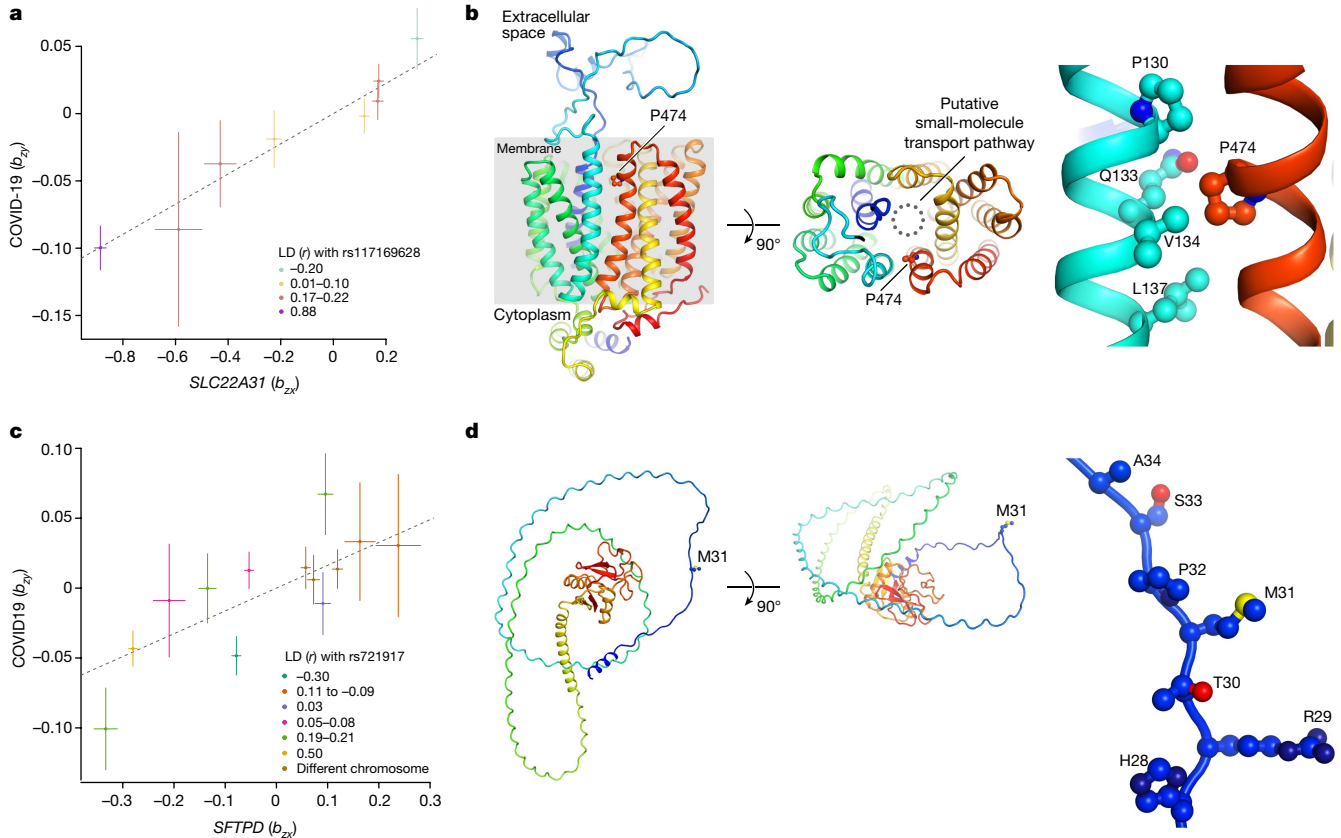 a
COVID-19 (bzy)
0.05
0
−0.05
−0.10
−0.15
−0.8
−0.6
−0.4
−0.2
0
0.2
SLC22A31 (bzx)
LD (r) with rs117169628
−0.20
0.01–0.10
0.17–0.22
0.88
b
Extracellular
space
P474
Membrane
Cytoplasm
90°
Putative
small-molecule
transport pathway
P474
P130
P474
Q133
V134
L137
c
COVID19 (bzy)
0.10
0.05
0
−0.05
−0.10
−0.3
−0.2
−0.1
0
0.1
0.2
0.3
SFTPD (bzx)
LD (r) with rs721917
−0.30
0.11 to −0.09
0.03
0.05–0.08
0.19–0.21
0.50
Different chromosome
d
M31
90°
M31
A34
S33
P32
M31
T30
R29
H28